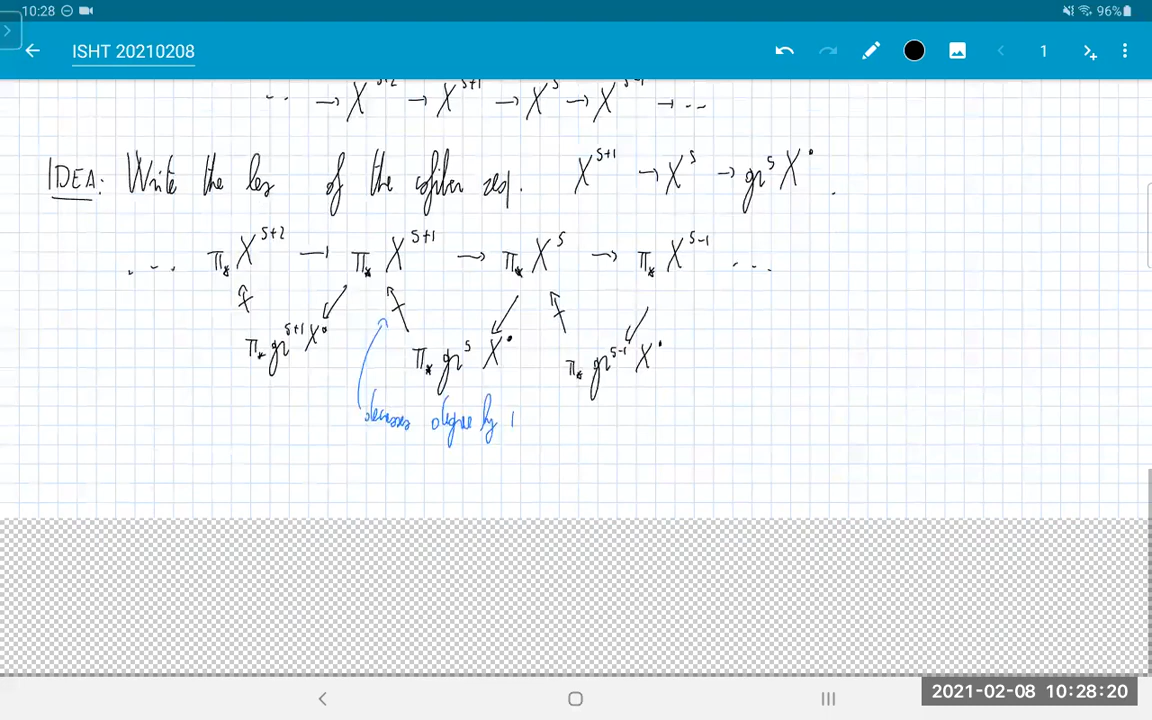 10:28
96%
ISHT 20210208
1
... → X^{s+2} → X^{s+1} → X^s → X^{s-1} → ...
IDEA: Write the les of the cofiber seq. X^{s+1} → X^s → gr^s X^• .
... π_* X^{s+2} → π_* X^{s+1} → π_* X^s → π_* X^{s-1} ...
π_* gr^{s+1} X^• π_* gr^s X^• π_* gr^{s-1} X^•
decreases degree by 1
2021-02-08 10:28:20